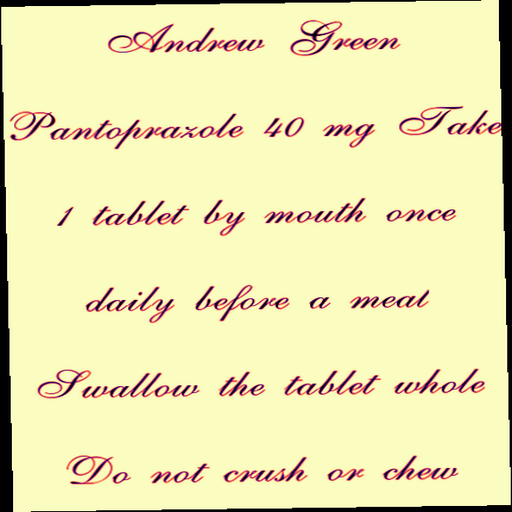 Andrew Green
Pantoprazole 40 mg Take
1 tablet by mouth once
daily before a meal
Swallow the tablet whole
Do not crush or chew